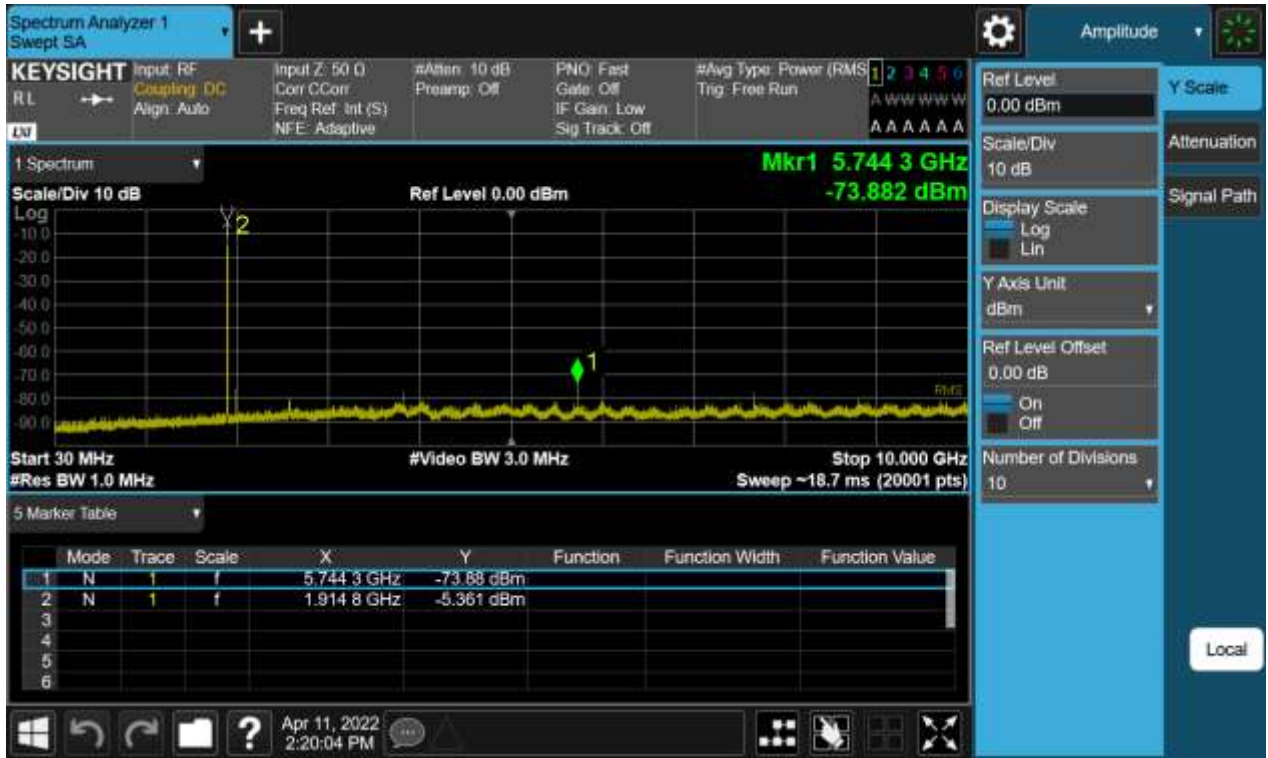 Spectrum Analyzer 1
Swept SA
+
Amplitude
KEYSIGHT
RL
LXI
Input: RF
Coupling: DC
Align: Auto
Input Z: 50 Ω
Corr CCorr
Freq Ref: Int (S)
NFE: Adaptive
#Atten: 10 dB
Preamp: Off
PNO: Fast
Gate: Off
IF Gain: Low
Sig Track: Off
#Avg Type: Power (RMS
Trig: Free Run
1 2 3 4 5 6
A W W W W W
A A A A A A
1 Spectrum
Mkr1 5.744 3 GHz
Scale/Div 10 dB
Ref Level 0.00 dBm
-73.882 dBm
Log
-10.0
-20.0
-30.0
-40.0
-50.0
-60.0
-70.0
-80.0
-90.0
2
1
RMS
Start 30 MHz
#Video BW 3.0 MHz
Stop 10.000 GHz
#Res BW 1.0 MHz
Sweep ~18.7 ms (20001 pts)
5 Marker Table
Mode Trace Scale X Y Function Function Width Function Value
1 N 1 f 5.744 3 GHz -73.88 dBm
2 N 1 f 1.914 8 GHz -5.361 dBm
3
4
5
6
?
Apr 11, 2022
2:20:04 PM
Ref Level
0.00 dBm
Scale/Div
10 dB
Display Scale
Log
Lin
Y Axis Unit
dBm
Ref Level Offset
0.00 dB
On
Off
Number of Divisions
10
Y Scale
Attenuation
Signal Path
Local